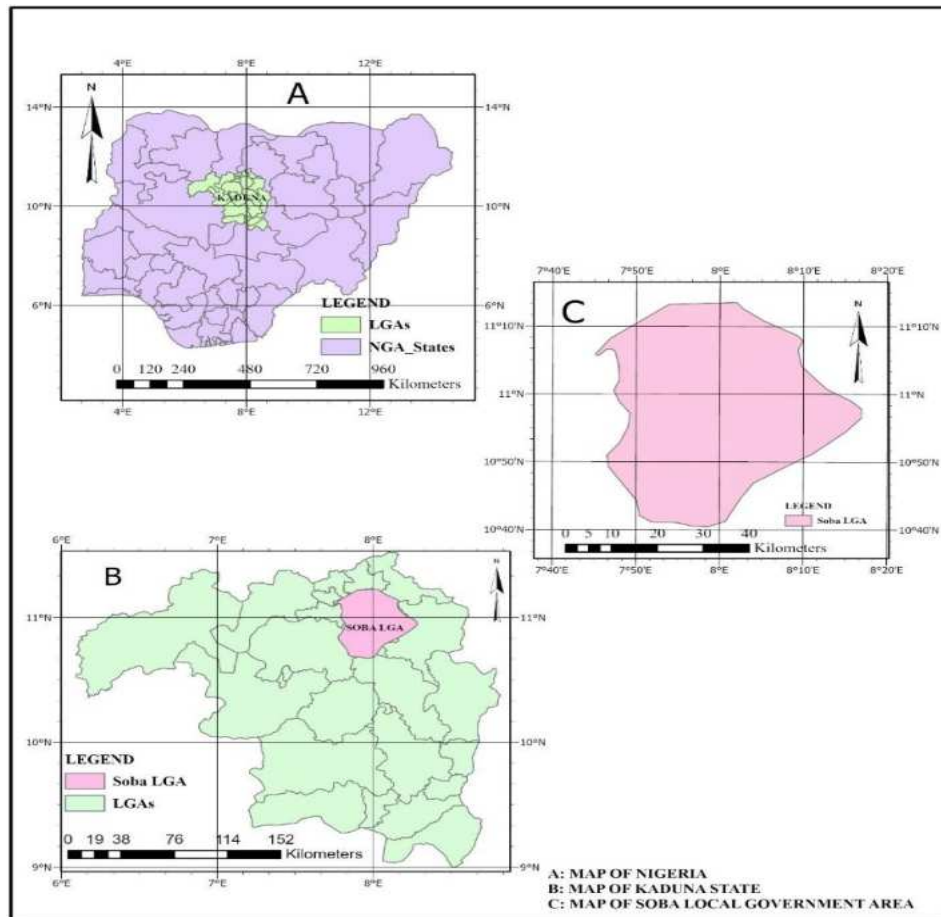 4°E 8°E 12°E
N
A
14°N 14°N
KADUNA
10°N 10°N
6°N 6°N
LEGEND
LGAs
NGA_States
0 120 240 480 720 960
Kilometers
4°E 8°E 12°E
7°40'E 7°50'E 8°E 8°10'E 8°20'E
C
N
11°10'N 11°10'N
11°N 11°N
10°50'N 10°50'N
LEGEND
Soba LGA
10°40'N 10°40'N
0 5 10 20 30 40
Kilometers
7°40'E 7°50'E 8°E 8°10'E 8°20'E
6°E 7°E 8°E
B
N
11°N 11°N
SOBA LGA
10°N 10°N
LEGEND
Soba LGA
LGAs
0 19 38 76 114 152
Kilometers
9°N 9°N
6°E 7°E 8°E
A: MAP OF NIGERIA
B: MAP OF KADUNA STATE
C: MAP OF SOBA LOCAL GOVERNMENT AREA